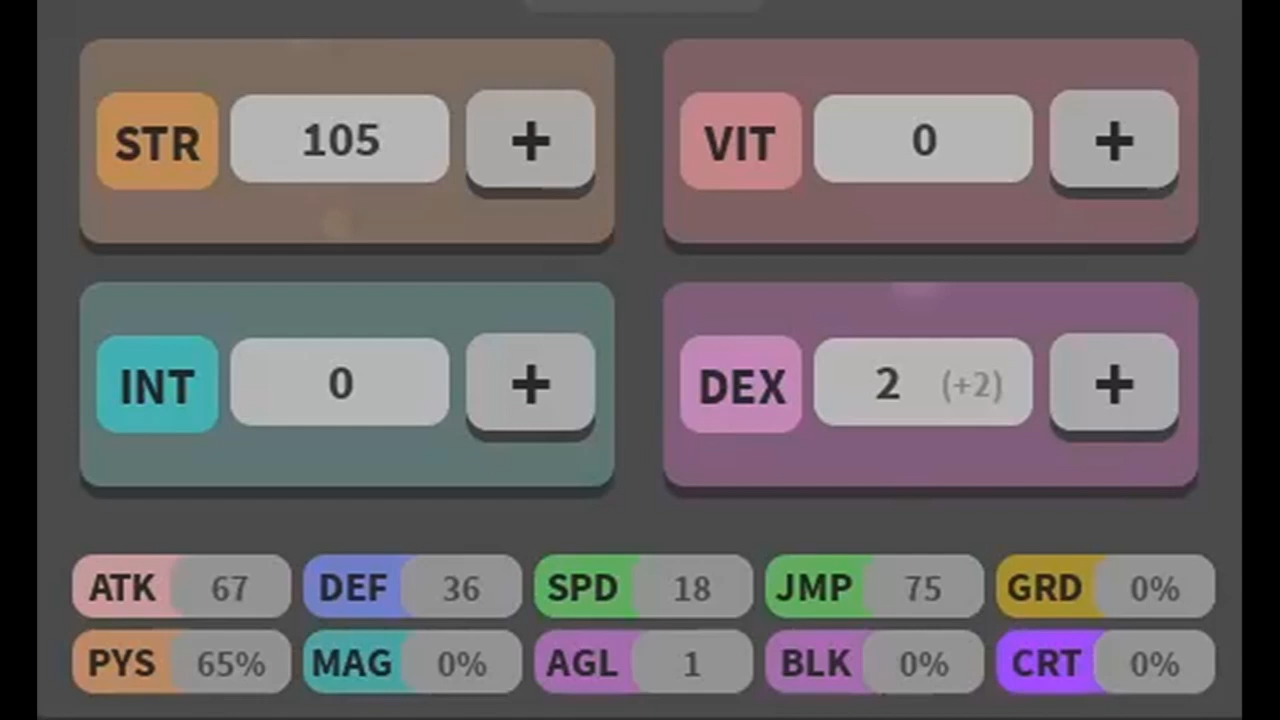 STR 105 + VIT 0 +
INT 0 + DEX 2 (+2) +
ATK 67 DEF 36 SPD 18 JMP 75 GRD 0%
PYS 65% MAG 0% AGL 1 BLK 0% CRT 0%